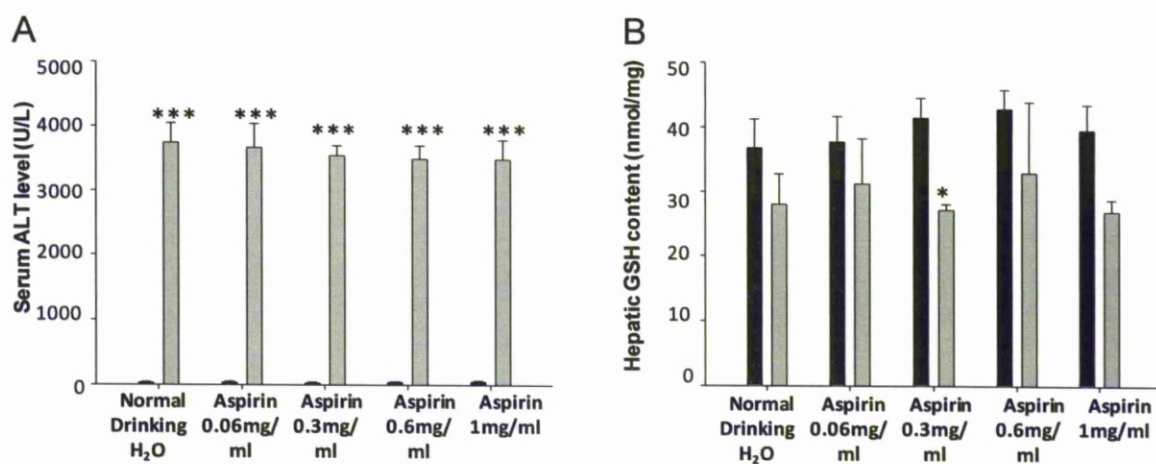 A
Serum ALT level (U/L)
5000
4000
3000
2000
1000
0
***
***
***
***
***
Normal
Drinking
H₂O
Aspirin
0.06mg/
ml
Aspirin
0.3mg/
ml
Aspirin
0.6mg/
ml
Aspirin
1mg/ml
B
Hepatic GSH content (nmol/mg)
50
40
30
20
10
0
*
Normal
Drinking
H₂O
Aspirin
0.06mg/
ml
Aspirin
0.3mg/
ml
Aspirin
0.6mg/
ml
Aspirin
1mg/ml